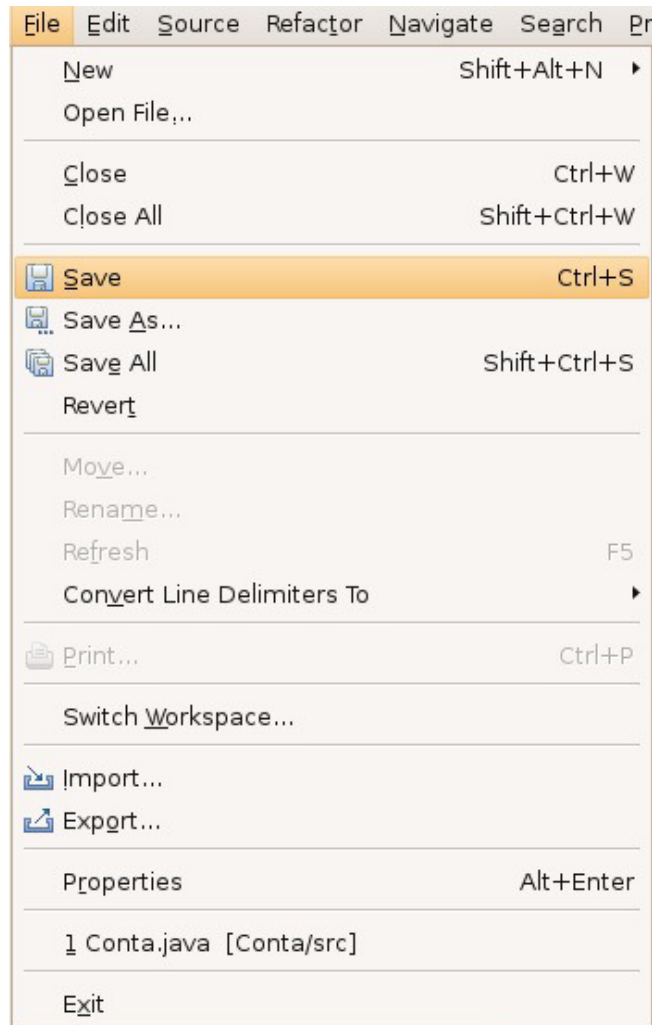 File Edit Source Refactor Navigate Search Pr
New Shift+Alt+N
Open File...
Close Ctrl+W
Close All Shift+Ctrl+W
Save Ctrl+S
Save As...
Save All Shift+Ctrl+S
Revert
Move...
Rename...
Refresh F5
Convert Line Delimiters To
Print... Ctrl+P
Switch Workspace...
Import...
Export...
Properties Alt+Enter
1 Conta.java [Conta/src]
Exit